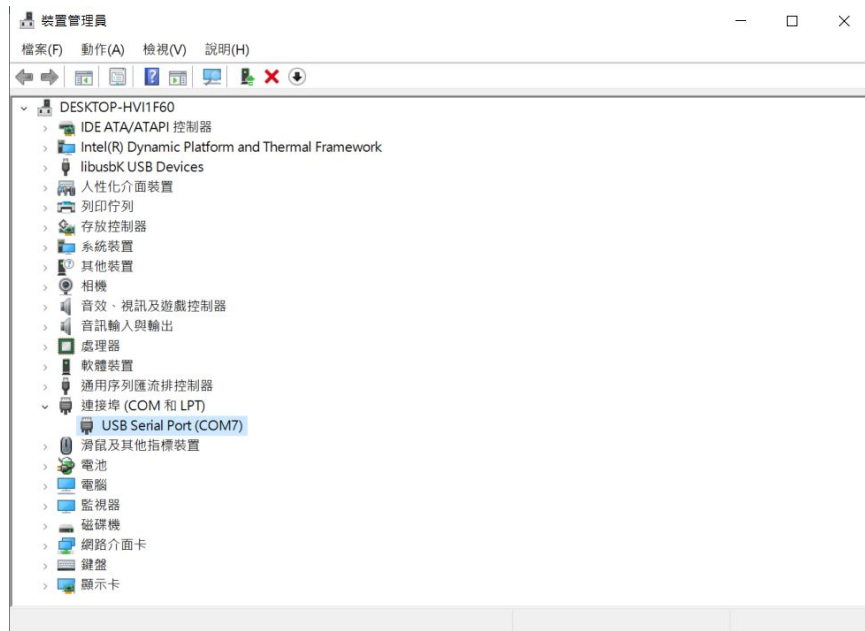 裝置管理員
檔案(F) 動作(A) 檢視(V) 說明(H)
DESKTOP-HVI1F60
IDE ATA/ATAPI 控制器
Intel(R) Dynamic Platform and Thermal Framework
libusbK USB Devices
人性化介面裝置
列印佇列
存放控制器
系統裝置
其他裝置
相機
音效、視訊及遊戲控制器
音訊輸入與輸出
處理器
軟體裝置
通用序列匯流排控制器
連接埠 (COM 和 LPT)
USB Serial Port (COM7)
滑鼠及其他指標裝置
電池
電腦
監視器
磁碟機
網路介面卡
鍵盤
顯示卡